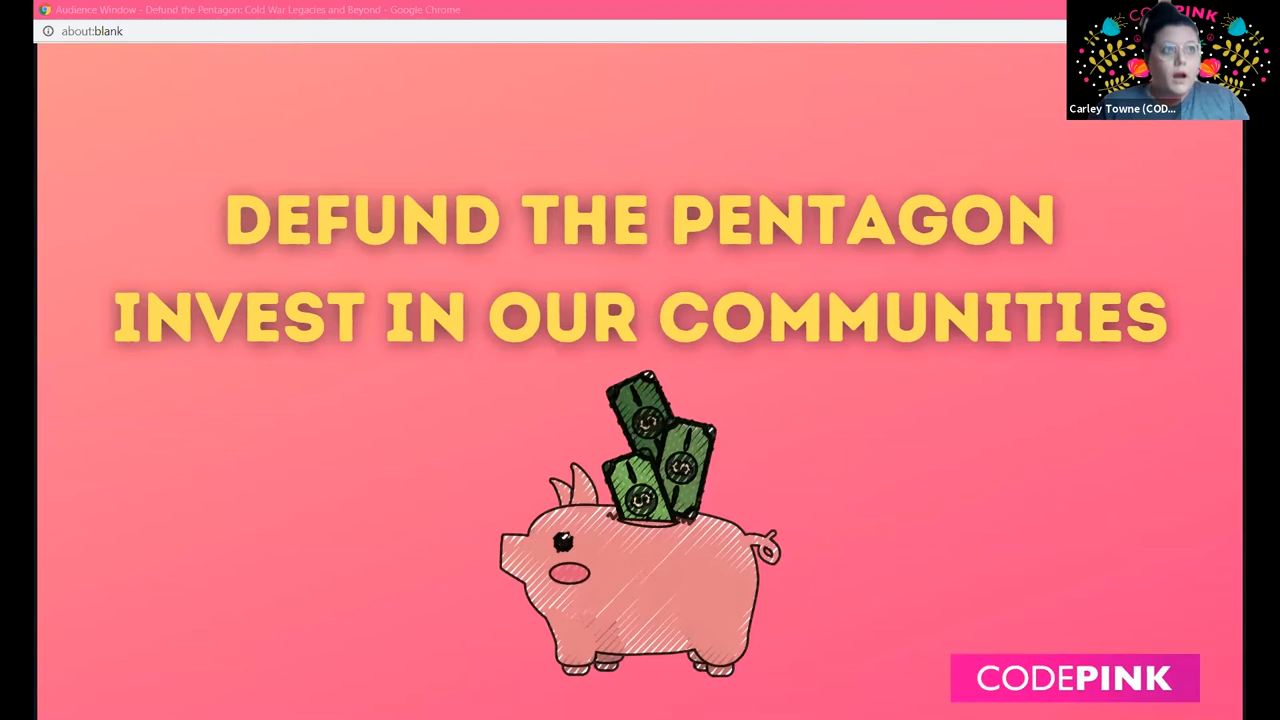 Audience Window - Defund the Pentagon: Cold War Legacies and Beyond - Google Chrome
about:blank
CODEPINK
Carley Towne (COD...
DEFUND THE PENTAGON
INVEST IN OUR COMMUNITIES
CODEPINK